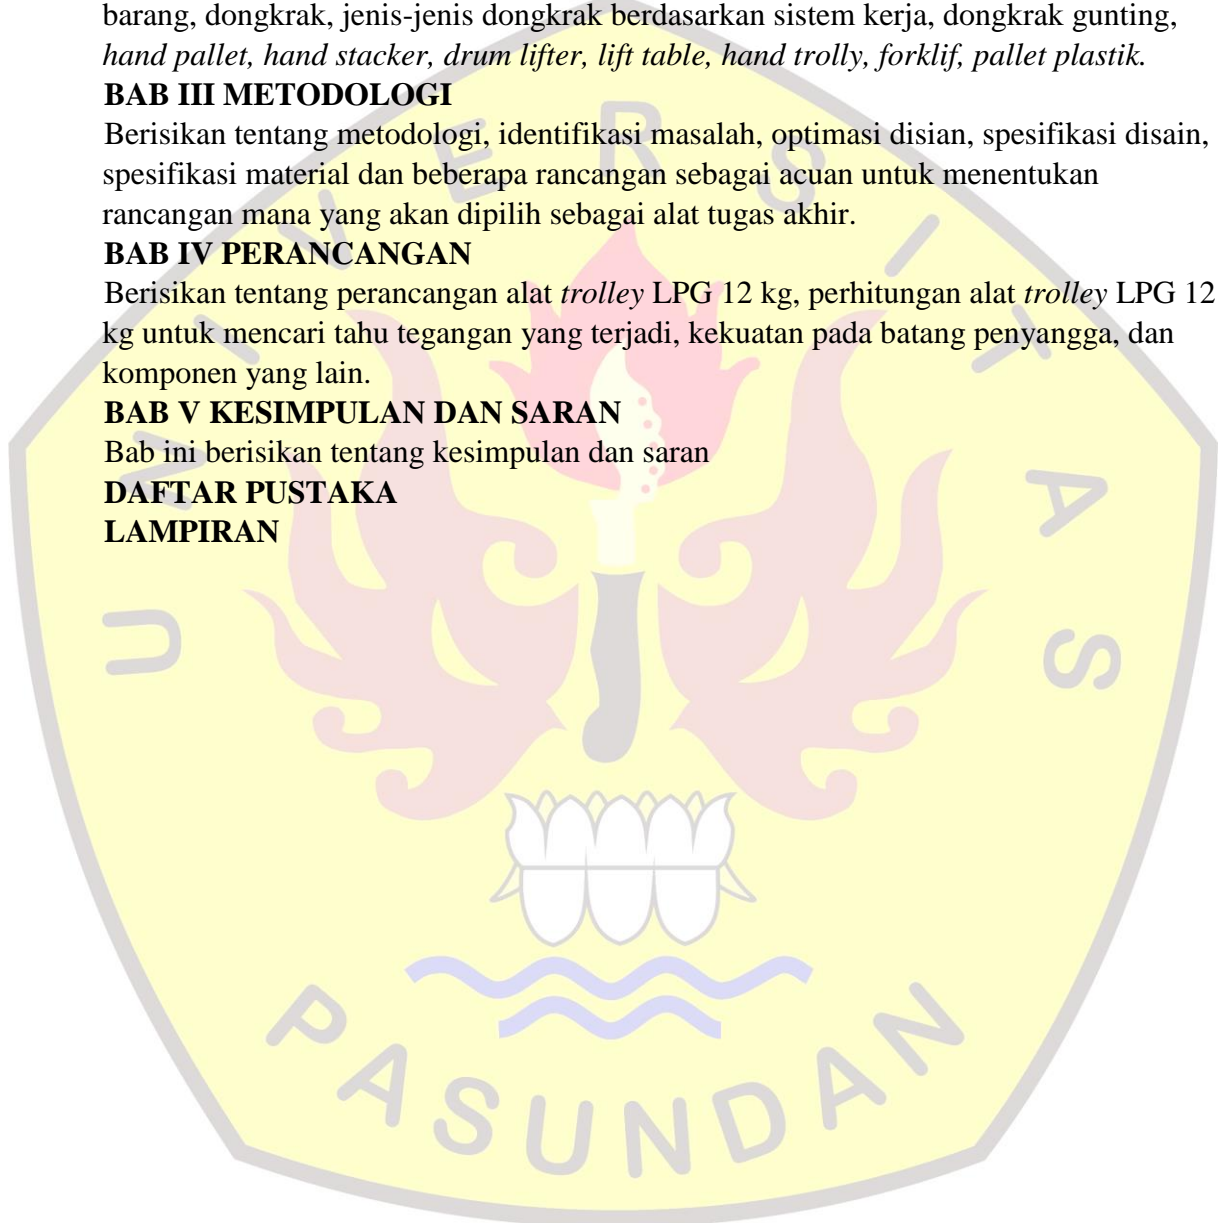 barang, dongkrak, jenis-jenis dongkrak berdasarkan sistem kerja, dongkrak gunting,
hand pallet, hand stacker, drum lifter, lift table, hand trolly, forklif, pallet plastik.
BAB III METODOLOGI
Berisikan tentang metodologi, identifikasi masalah, optimasi disian, spesifikasi disain,
spesifikasi material dan beberapa rancangan sebagai acuan untuk menentukan
rancangan mana yang akan dipilih sebagai alat tugas akhir.
BAB IV PERANCANGAN
Berisikan tentang perancangan alat trolley LPG 12 kg, perhitungan alat trolley LPG 12
kg untuk mencari tahu tegangan yang terjadi, kekuatan pada batang penyangga, dan
komponen yang lain.
BAB V KESIMPULAN DAN SARAN
Bab ini berisikan tentang kesimpulan dan saran
DAFTAR PUSTAKA
LAMPIRAN
UNIVERSITAS
PASUNDAN